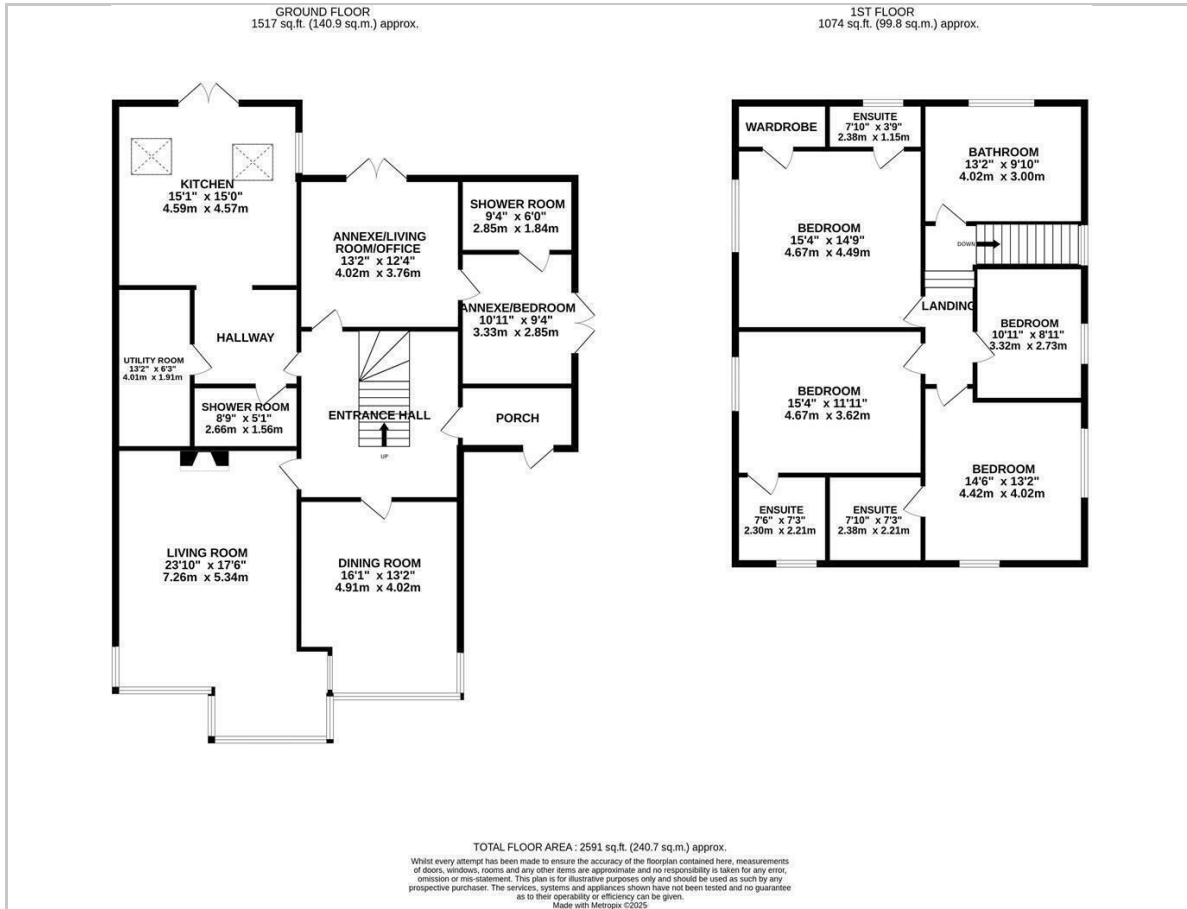 GROUND FLOOR
1517 sq.ft. (140.9 sq.m.) approx.
KITCHEN
15'1" x 15'0"
4.59m x 4.57m
ANNEXE/LIVING
ROOM/OFFICE
13'2" x 12'4"
4.02m x 3.76m
SHOWER ROOM
9'4" x 6'0"
2.85m x 1.84m
ANNEXE/BEDROOM
10'11" x 9'4"
3.33m x 2.85m
HALLWAY
UTILITY ROOM
13'2" x 6'3"
4.01m x 1.91m
SHOWER ROOM
8'9" x 5'1"
2.66m x 1.56m
ENTRANCE HALL
UP
PORCH
LIVING ROOM
23'10" x 17'6"
7.26m x 5.34m
DINING ROOM
16'1" x 13'2"
4.91m x 4.02m
1ST FLOOR
1074 sq.ft. (99.8 sq.m.) approx.
WARDROBE
ENSUITE
7'10" x 3'9"
2.38m x 1.15m
BATHROOM
13'2" x 9'10"
4.02m x 3.00m
BEDROOM
15'4" x 14'9"
4.67m x 4.49m
DOWN
LANDING
BEDROOM
10'11" x 8'11"
3.32m x 2.73m
BEDROOM
15'4" x 11'11"
4.67m x 3.62m
BEDROOM
14'6" x 13'2"
4.42m x 4.02m
ENSUITE
7'6" x 7'3"
2.30m x 2.21m
ENSUITE
7'10" x 7'3"
2.38m x 2.21m
TOTAL FLOOR AREA : 2591 sq.ft. (240.7 sq.m.) approx.
Whilst every attempt has been made to ensure the accuracy of the floorplan contained here, measurements
of doors, windows, rooms and any other items are approximate and no responsibility is taken for any error,
omission or mis-statement. This plan is for illustrative purposes only and should be used as such by any
prospective purchaser. The services, systems and appliances shown have not been tested and no guarantee
as to their operability or efficiency can be given.
Made with Metropix ©2025